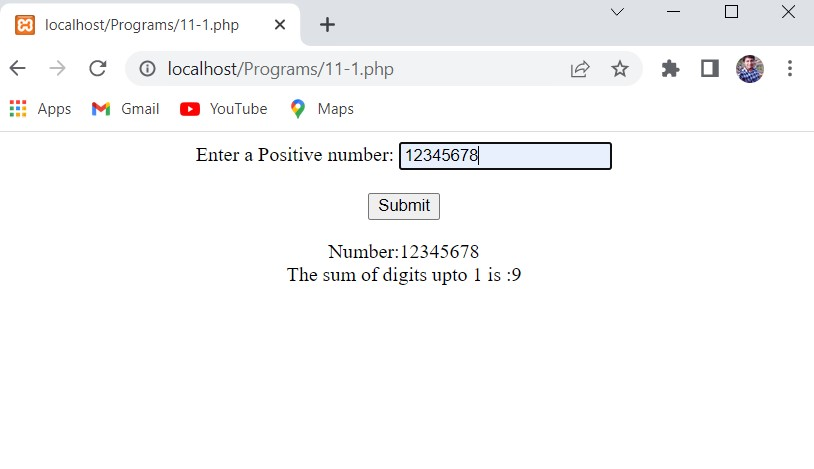 localhost/Programs/11-1.php
localhost/Programs/11-1.php
Apps Gmail YouTube Maps
Enter a Positive number: 12345678
Submit
Number:12345678
The sum of digits upto 1 is :9